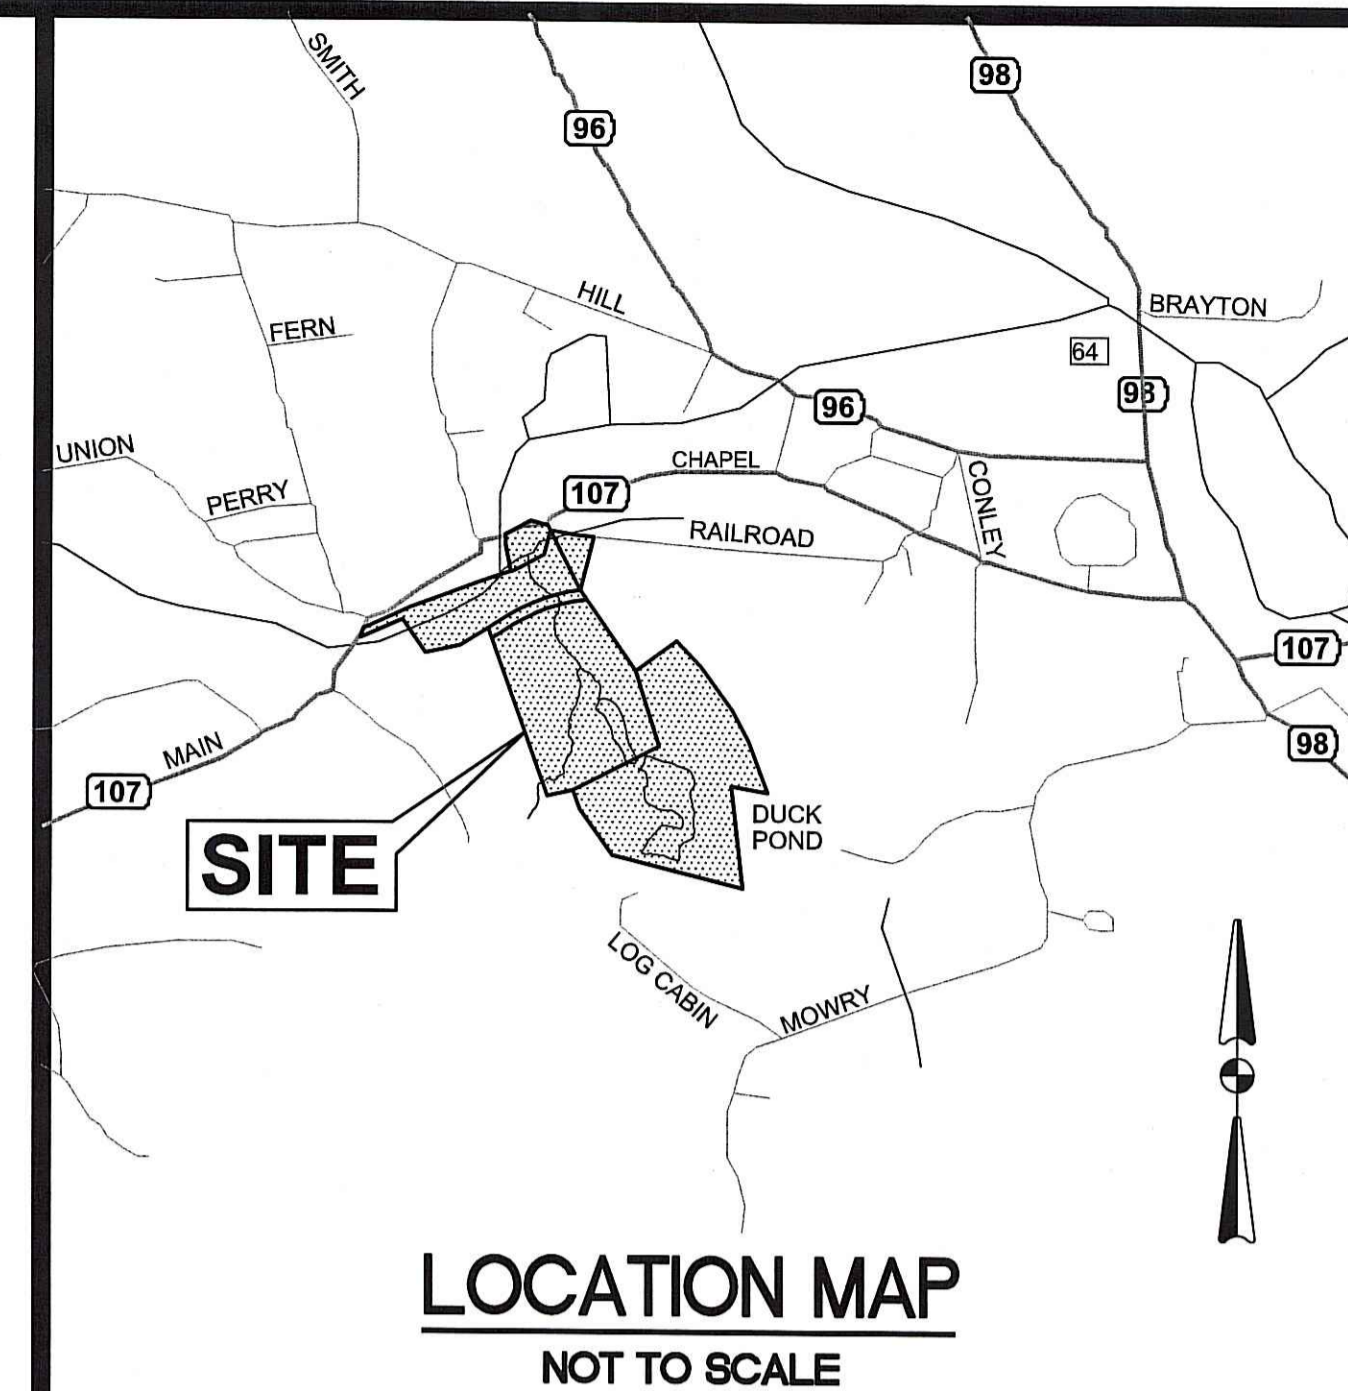 SMITH
98
96
HILL
BRAYTON
FERN
64
98
96
UNION
CHAPEL
PERRY
107
CONLEY
RAILROAD
107
MAIN
98
107
DUCK
POND
SITE
LOG CABIN
MOWRY
LOCATION MAP
NOT TO SCALE